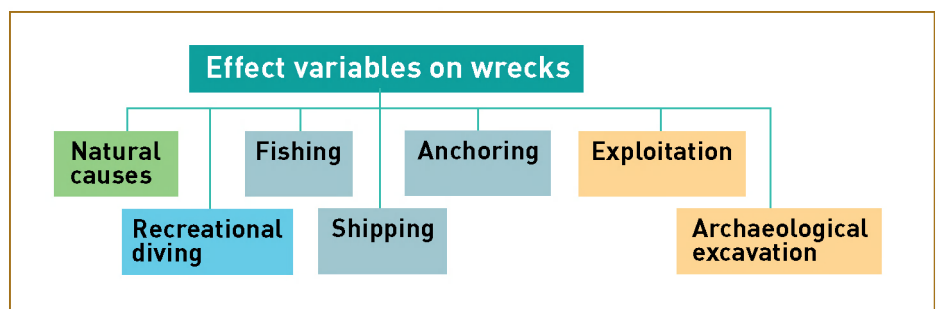 Effect variables on wrecks
Natural
causes
Fishing
Anchoring
Exploitation
Recreational
diving
Shipping
Archaeological
excavation